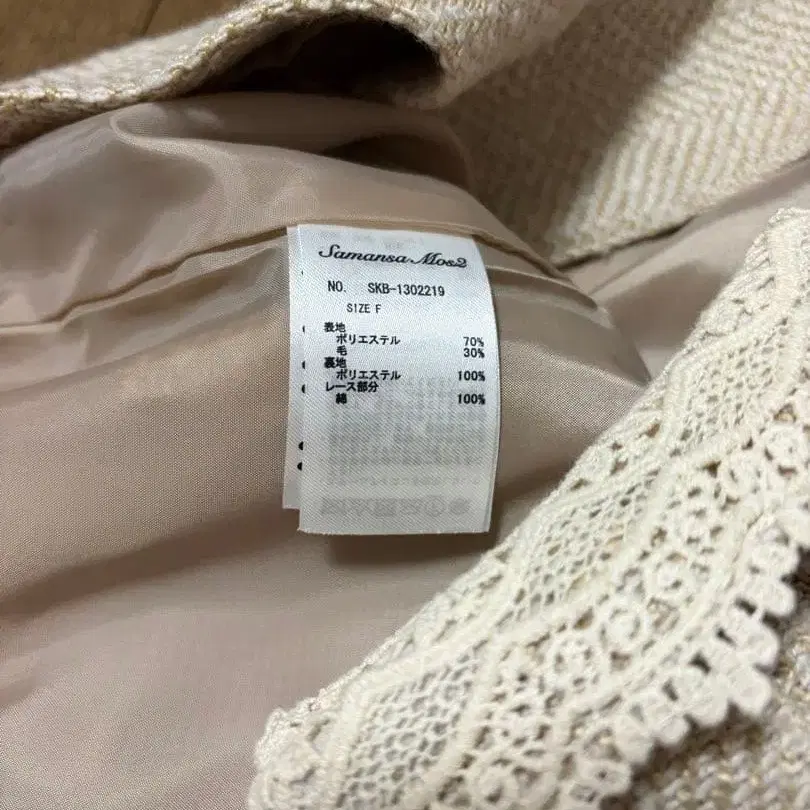 Samansa Mos2
NO. SKB-1302219
SIZE F
表地
ポリエステル 70%
毛 30%
裏地
ポリエステル 100%
レース部分
綿 100%